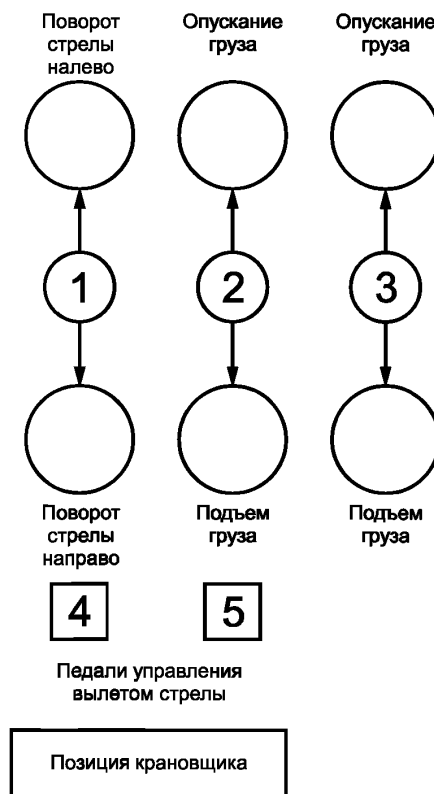 Поворот
стрелы
налево
Опускание
груза
Опускание
груза
1
2
3
Поворот
стрелы
направо
Подъем
груза
Подъем
груза
4
5
Педали управления
вылетом стрелы
Позиция крановщика